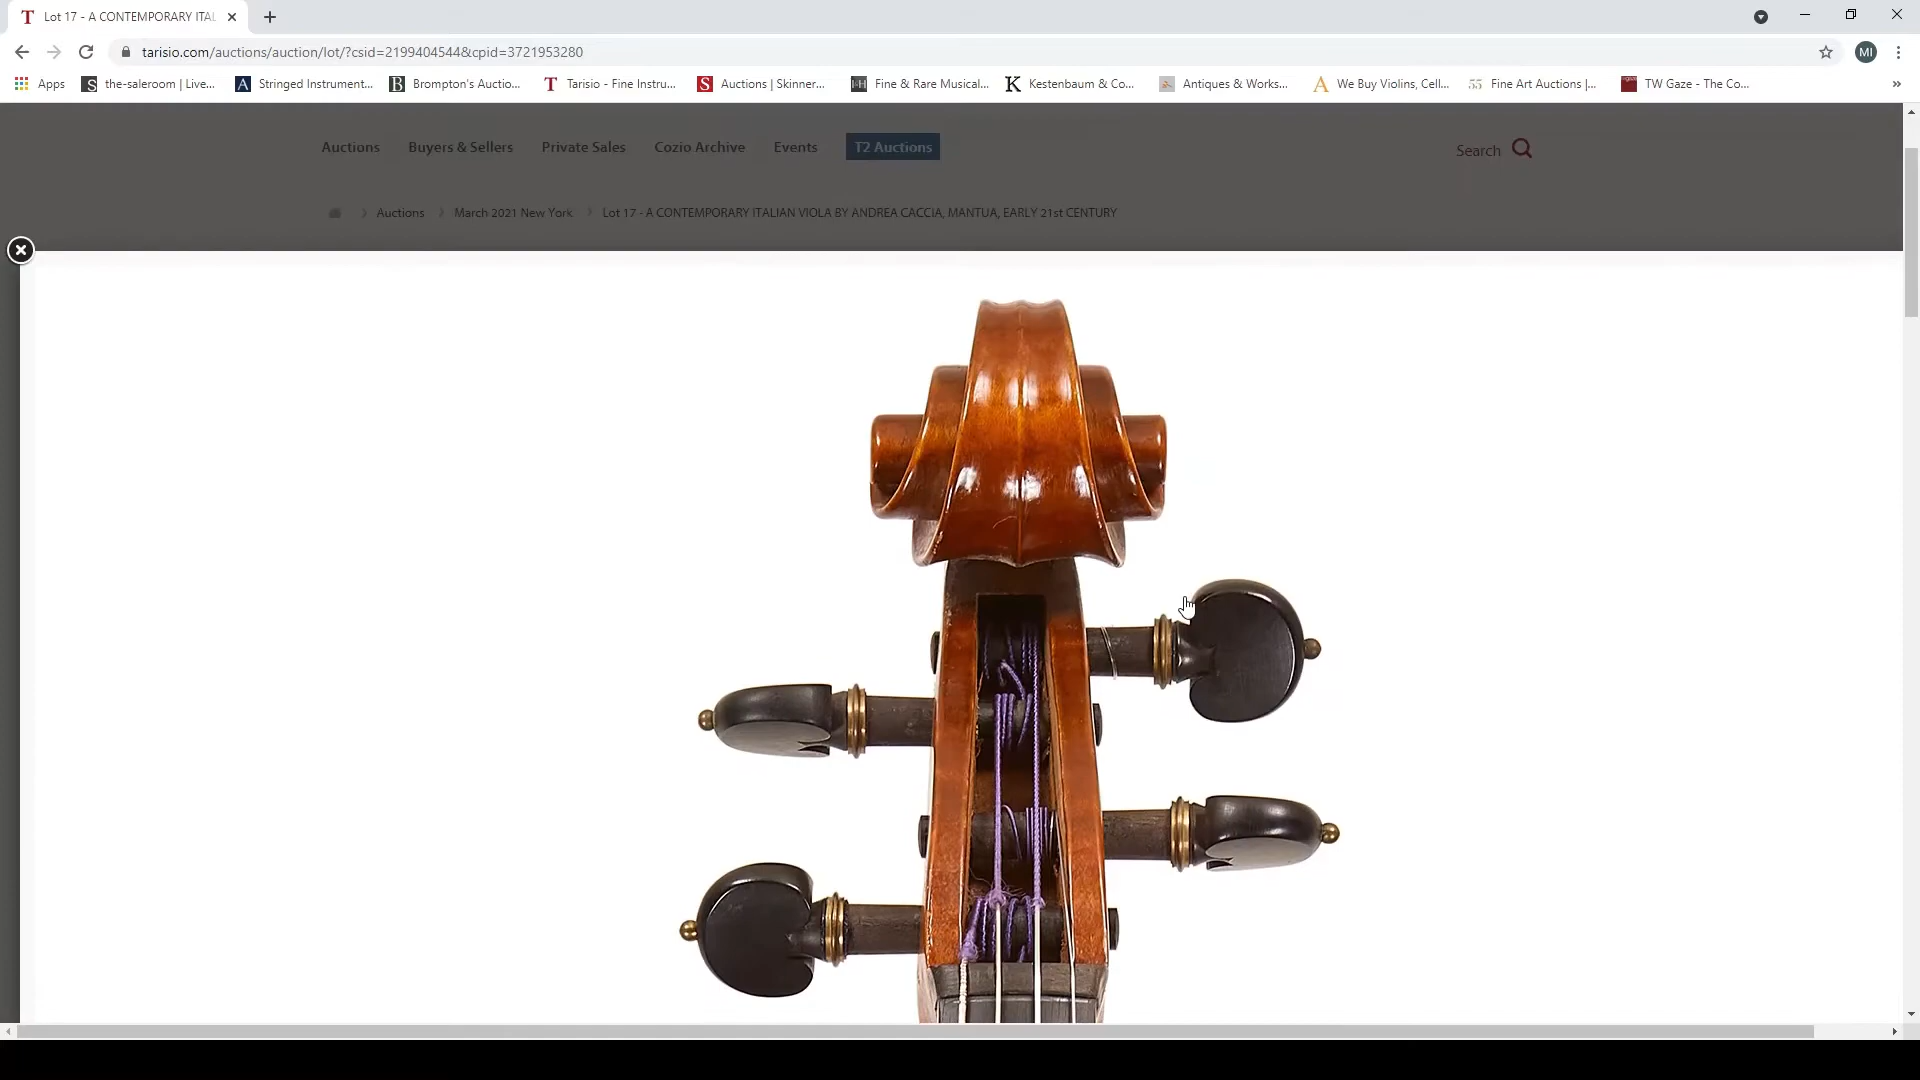 Lot 17 - A CONTEMPORARY ITAL
MI
tarisio.com/auctions/auction/lot/?csid=2199404544&cpid=3721953280
Apps the-saleroom | Live... Stringed Instrument... Brompton's Auctio... Tarisio - Fine Instru... Auctions | Skinner... Fine & Rare Musical... Kestenbaum & Co... Antiques & Works... We Buy Violins, Cell... Fine Art Auctions |... TW Gaze - The Co... »
Auctions Buyers & Sellers Private Sales Cozio Archive Events T2 Auctions Search
Auctions March 2021 New York Lot 17 - A CONTEMPORARY ITALIAN VIOLA BY ANDREA CACCIA, MANTUA, EARLY 21st CENTURY